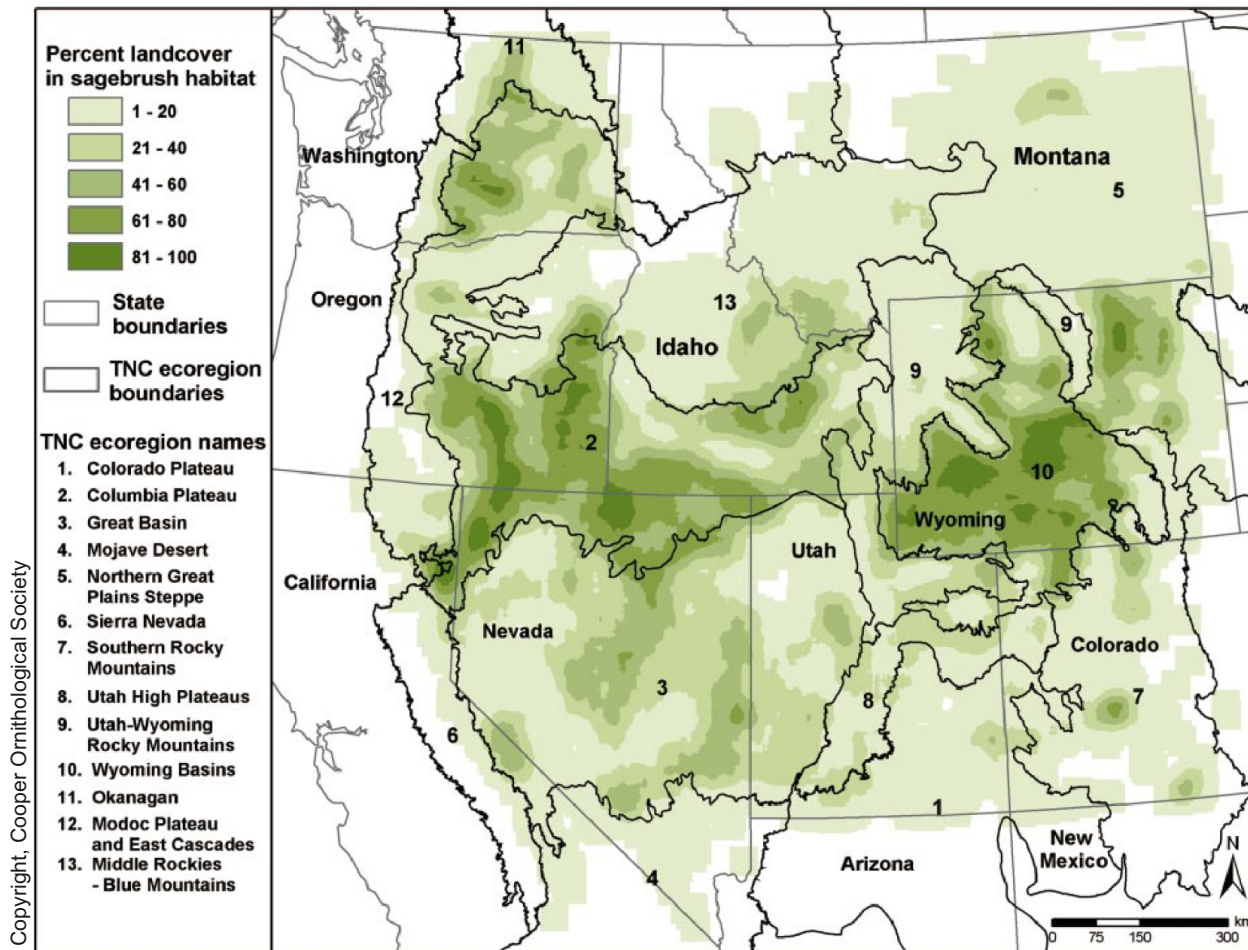 Percent landcover
in sagebrush habitat
1 - 20
21 - 40
41 - 60
61 - 80
81 - 100
State
boundaries
TNC ecoregion
boundaries
TNC ecoregion names
1. Colorado Plateau
2. Columbia Plateau
3. Great Basin
4. Mojave Desert
5. Northern Great
Plains Steppe
6. Sierra Nevada
7. Southern Rocky
Mountains
8. Utah High Plateaus
9. Utah-Wyoming
Rocky Mountains
10. Wyoming Basins
11. Okanagan
12. Modoc Plateau
and East Cascades
13. Middle Rockies
- Blue Mountains
Copyright, Cooper Ornithological Society
11
Washington
Montana
5
Oregon
13
Idaho
9
9
12
2
10
Wyoming
Utah
California
Nevada
Colorado
3
8
7
6
1
New
Mexico
Arizona
4
N
km
0 75 150 300